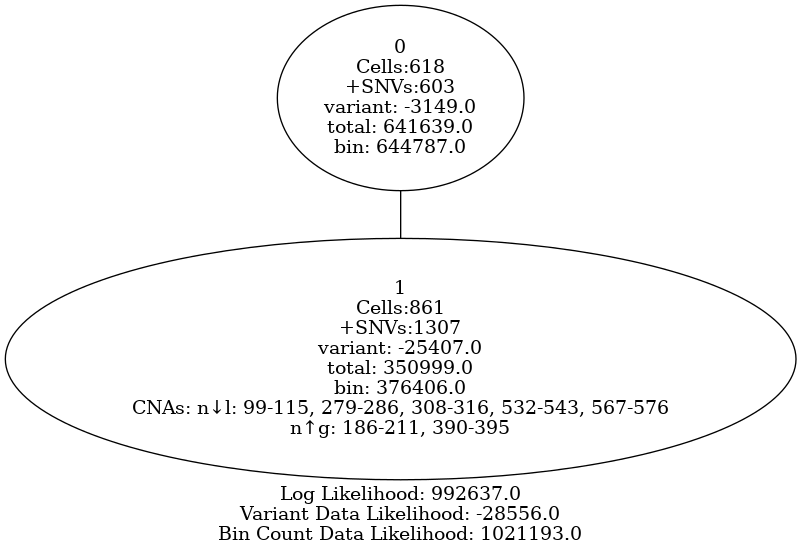 0
Cells:618
+SNVs:603
variant: -3149.0
total: 641639.0
bin: 644787.0
1
Cells:861
+SNVs:1307
variant: -25407.0
total: 350999.0
bin: 376406.0
CNAs: n↓l: 99-115, 279-286, 308-316, 532-543, 567-576
n↑g: 186-211, 390-395
Log Likelihood: 992637.0
Variant Data Likelihood: -28556.0
Bin Count Data Likelihood: 1021193.0